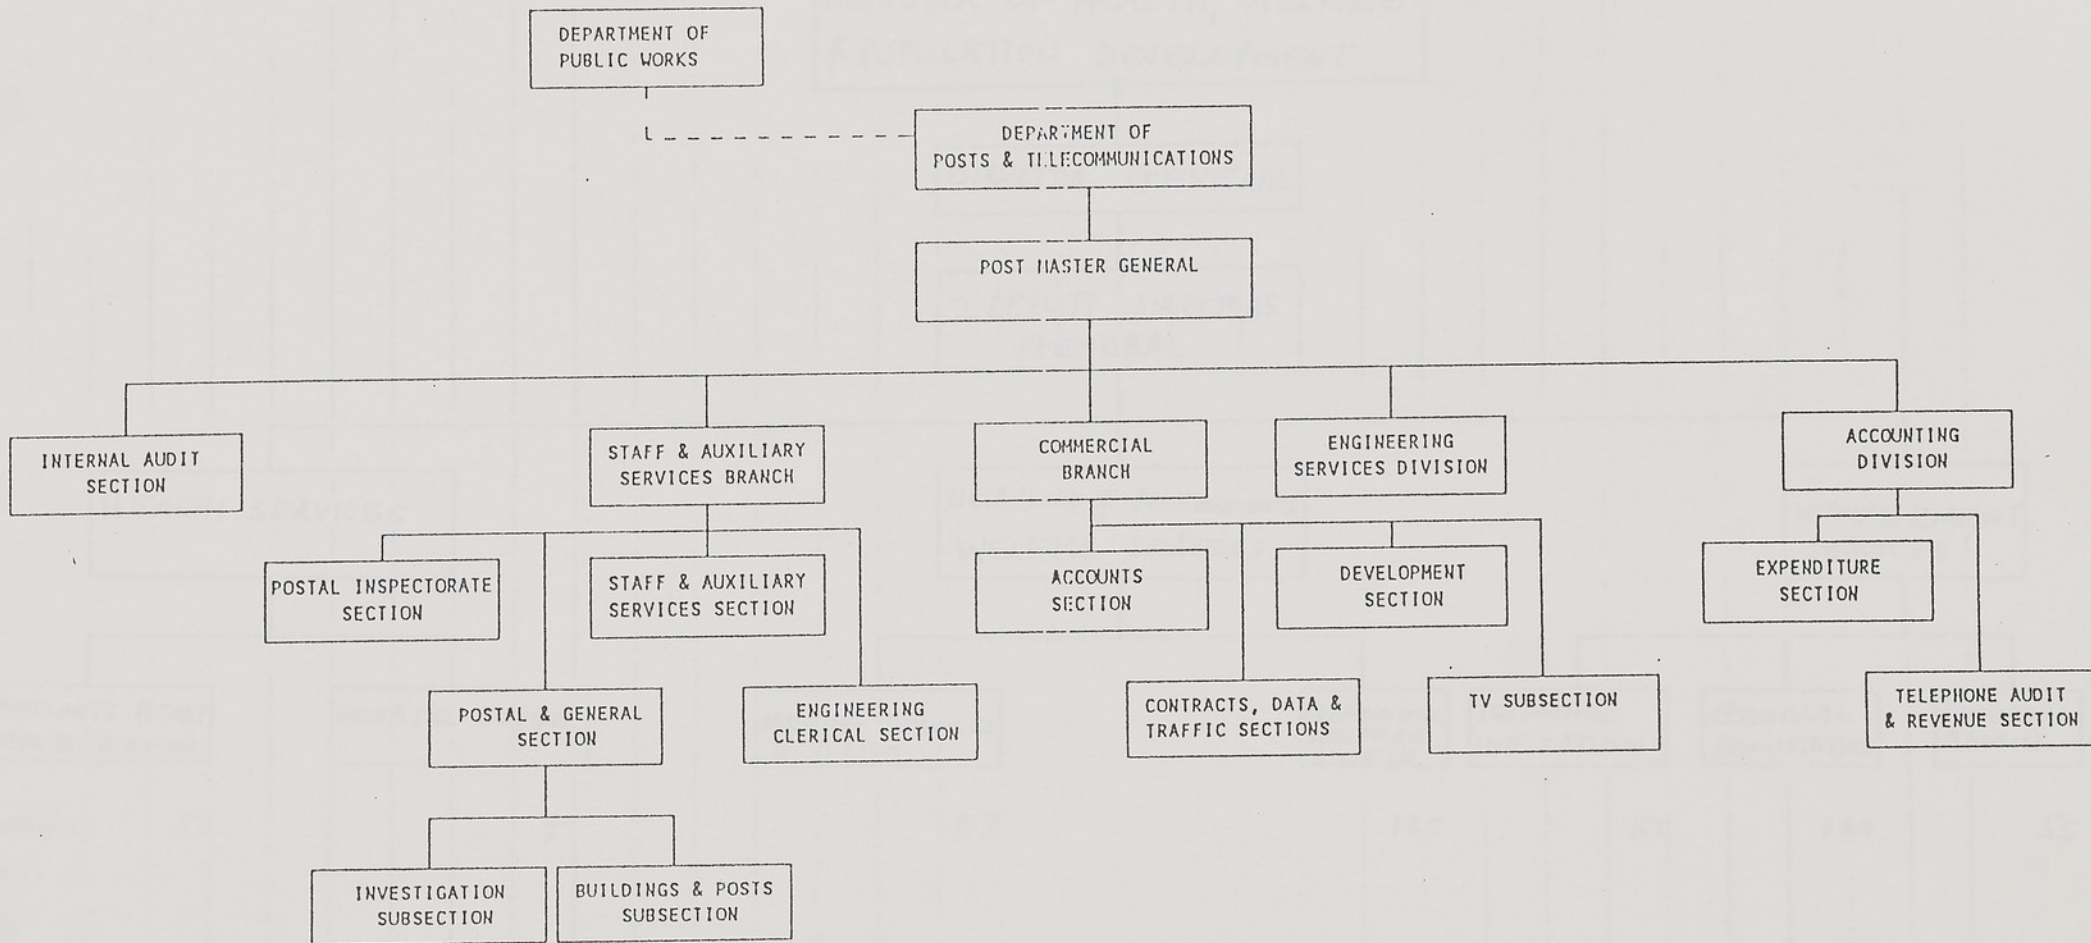 DEPARTMENT OF
PUBLIC WORKS
DEPARTMENT OF
POSTS & TELECOMMUNICATIONS
POST MASTER GENERAL
INTERNAL AUDIT
SECTION
STAFF & AUXILIARY
SERVICES BRANCH
COMMERCIAL
BRANCH
ENGINEERING
SERVICES DIVISION
ACCOUNTING
DIVISION
POSTAL INSPECTORATE
SECTION
STAFF & AUXILIARY
SERVICES SECTION
ACCOUNTS
SECTION
DEVELOPMENT
SECTION
EXPENDITURE
SECTION
POSTAL & GENERAL
SECTION
ENGINEERING
CLERICAL SECTION
CONTRACTS, DATA &
TRAFFIC SECTIONS
TV SUBSECTION
TELEPHONE AUDIT
& REVENUE SECTION
INVESTIGATION
SUBSECTION
BUILDINGS & POSTS
SUBSECTION